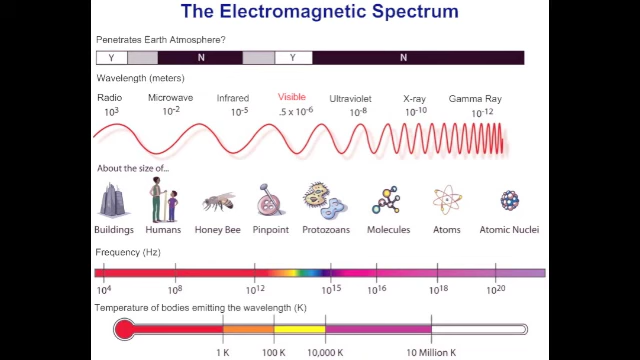 The Electromagnetic Spectrum
Penetrates Earth Atmosphere?
Y N Y N
Wavelength (meters)
Radio Microwave Infrared Visible Ultraviolet X-ray Gamma Ray
10³ 10⁻² 10⁻⁵ .5 x 10⁻⁶ 10⁻⁸ 10⁻¹⁰ 10⁻¹²
About the size of...
Buildings Humans Honey Bee Pinpoint Protozoans Molecules Atoms Atomic Nuclei
Frequency (Hz)
10⁴ 10⁸ 10¹² 10¹⁵ 10¹⁶ 10¹⁸ 10²⁰
Temperature of bodies emitting the wavelength (K)
1 K 100 K 10,000 K 10 Million K